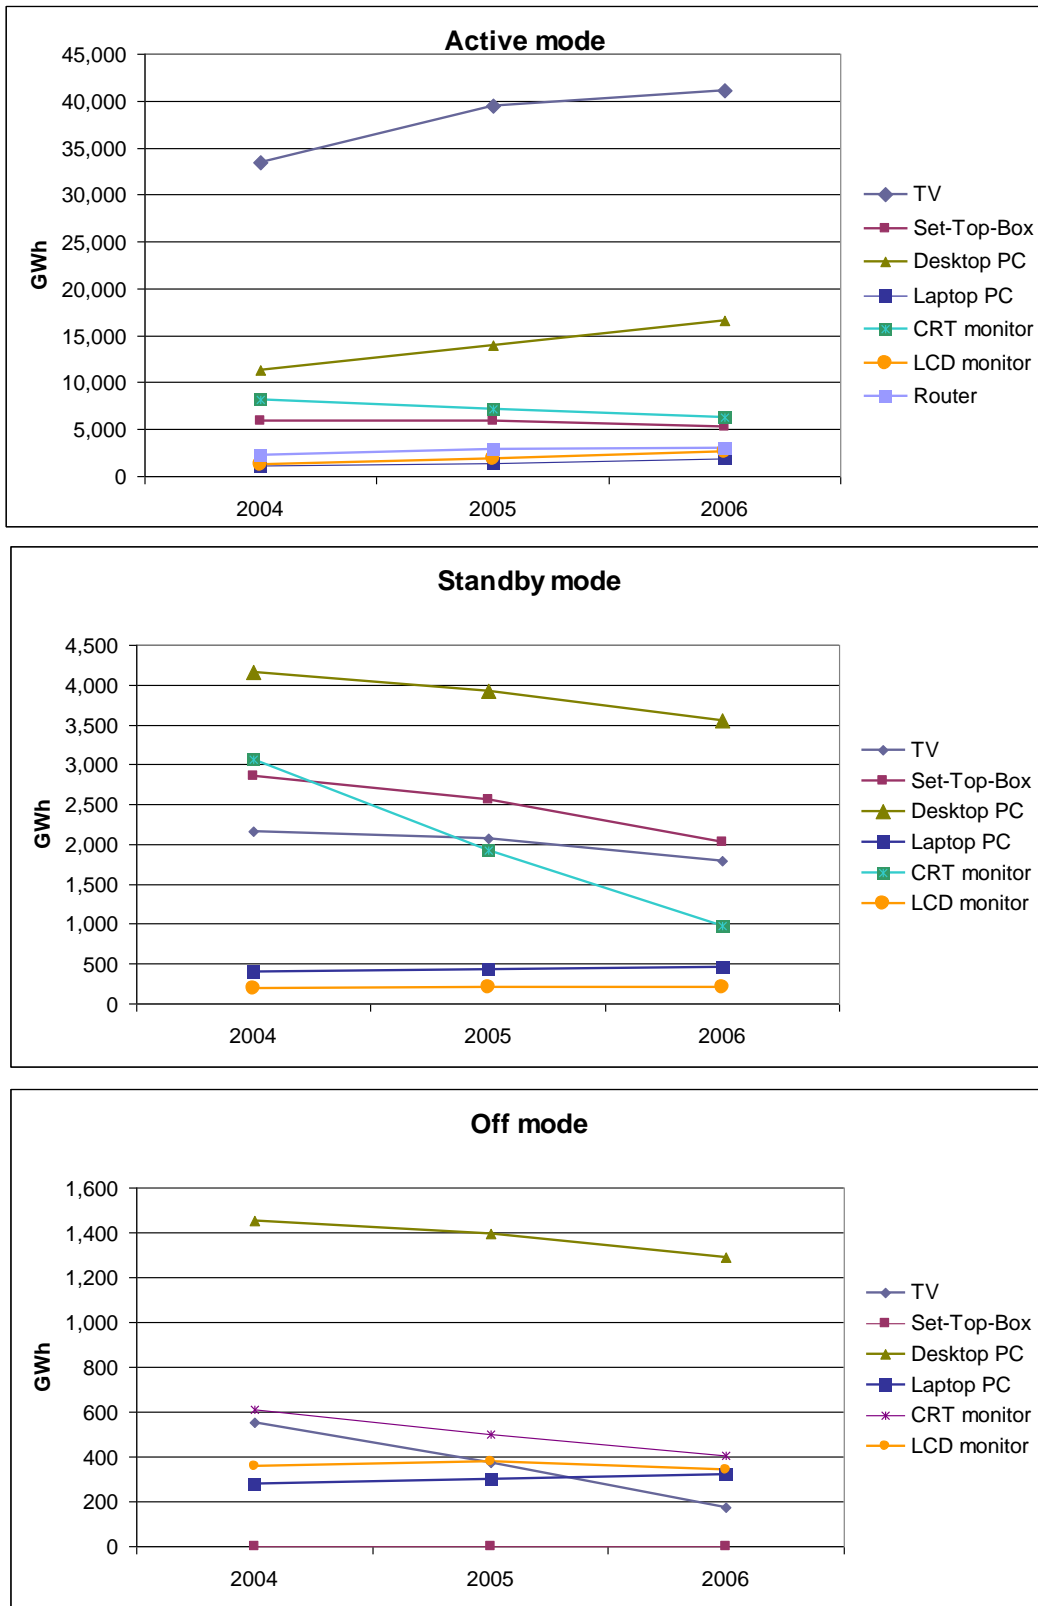 Active mode
45,000
40,000
35,000
30,000
25,000
20,000
15,000
10,000
5,000
0
GWh
2004 2005 2006
TV
Set-Top-Box
Desktop PC
Laptop PC
CRT monitor
LCD monitor
Router
Standby mode
4,500
4,000
3,500
3,000
2,500
2,000
1,500
1,000
500
0
GWh
2004 2005 2006
TV
Set-Top-Box
Desktop PC
Laptop PC
CRT monitor
LCD monitor
Off mode
1,600
1,400
1,200
1,000
800
600
400
200
0
GWh
2004 2005 2006
TV
Set-Top-Box
Desktop PC
Laptop PC
CRT monitor
LCD monitor